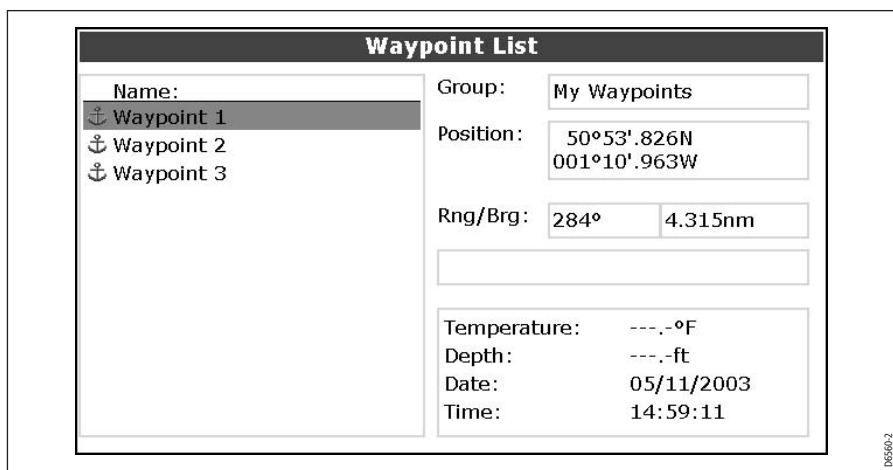 Waypoint List
Name:
Waypoint 1
Waypoint 2
Waypoint 3
Group: My Waypoints
Position: 50°53'.826N
001°10'.963W
Rng/Brg: 284° 4.315nm
Temperature: ---.-°F
Depth: ---.-ft
Date: 05/11/2003
Time: 14:59:11
D6560-2